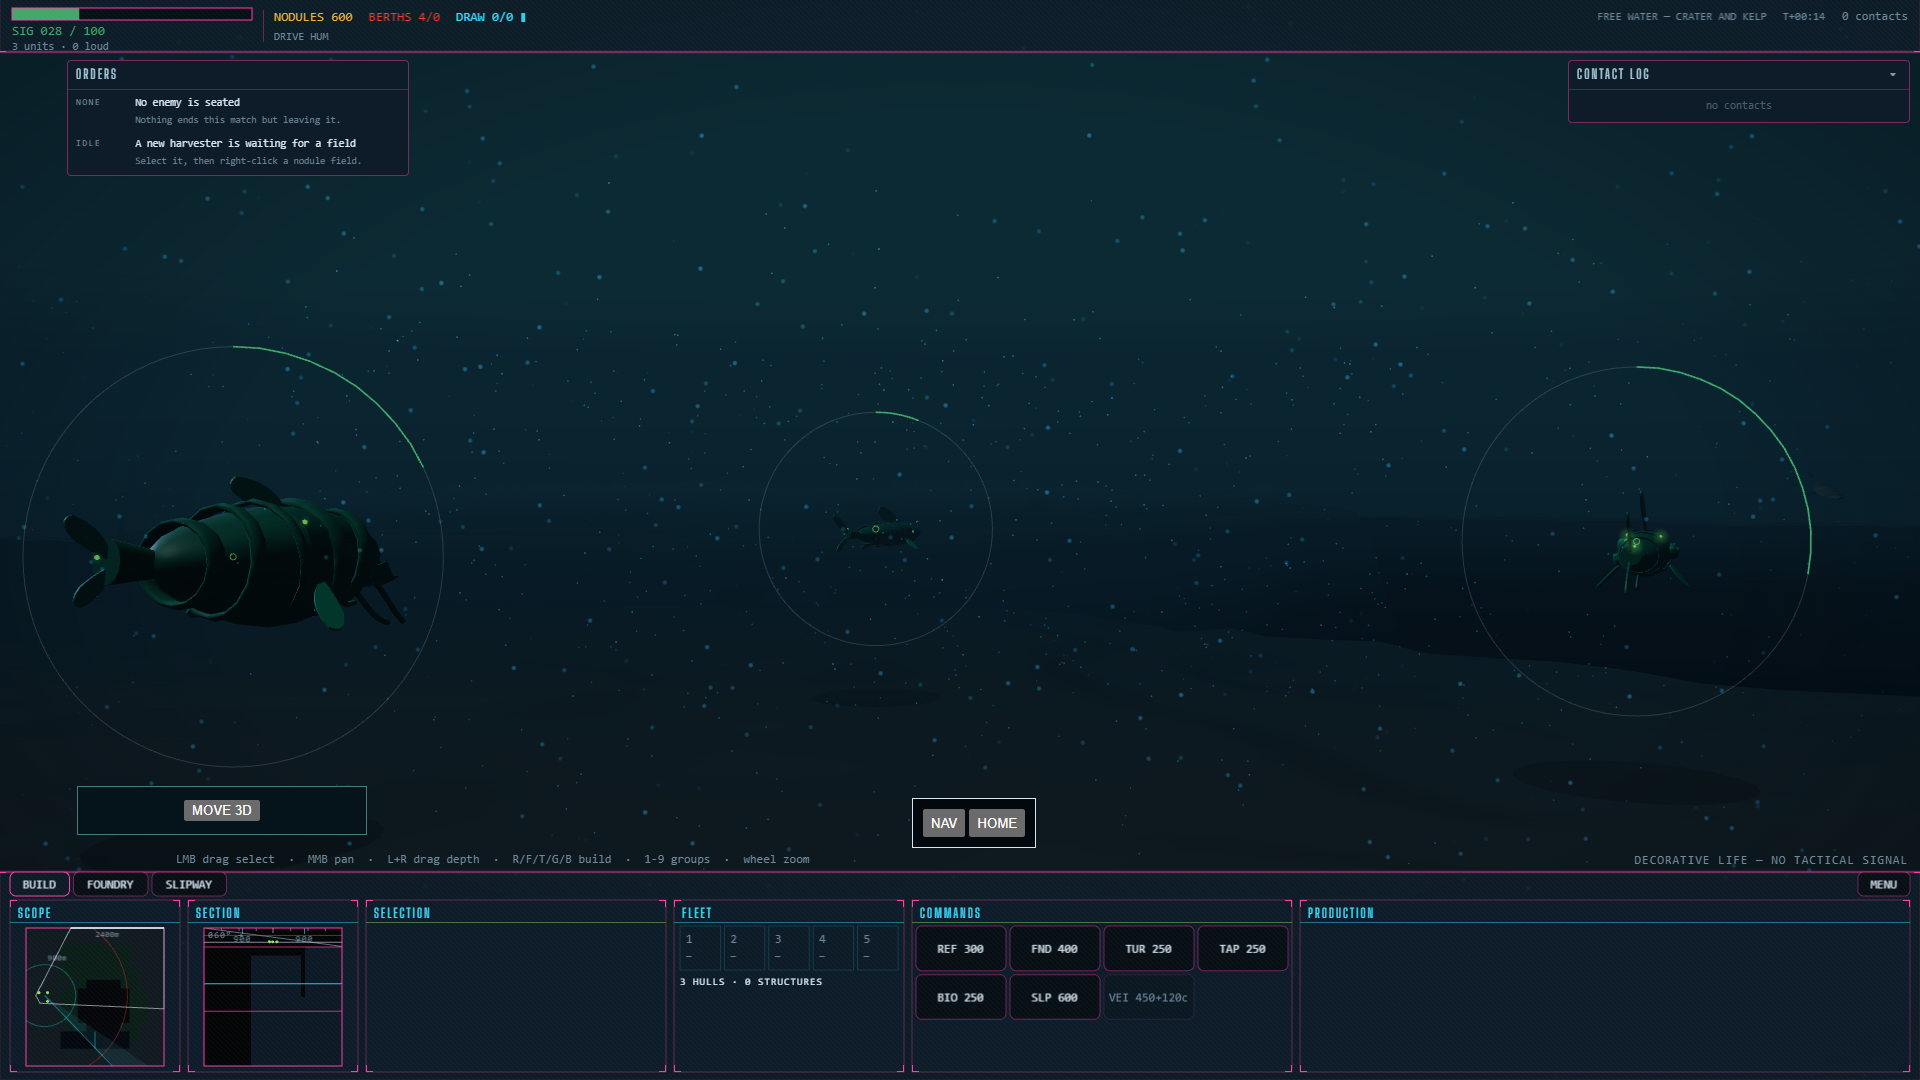 SIG 028 / 100
3 units · 0 loud
NODULES 600 BERTHS 4/0 DRAW 0/0
DRIVE HUM
FREE WATER — CRATER AND KELP T+00:14 0 contacts
ORDERS
NONE No enemy is seated
Nothing ends this match but leaving it.
IDLE A new harvester is waiting for a field
Select it, then right-click a nodule field.
CONTACT LOG
no contacts
MOVE 3D
NAV HOME
LMB drag select · MMB pan · L+R drag depth · R/F/T/G/B build · 1-9 groups · wheel zoom
DECORATIVE LIFE — NO TACTICAL SIGNAL
BUILD FOUNDRY SLIPWAY MENU
SCOPE
2400m
900m
SECTION
060°
900 900
SELECTION
FLEET
1 2 3 4 5
— — — — —
3 HULLS · 0 STRUCTURES
COMMANDS
REF 300 FND 400 TUR 250 TAP 250
BIO 250 SLP 600 VEI 450+120c
PRODUCTION